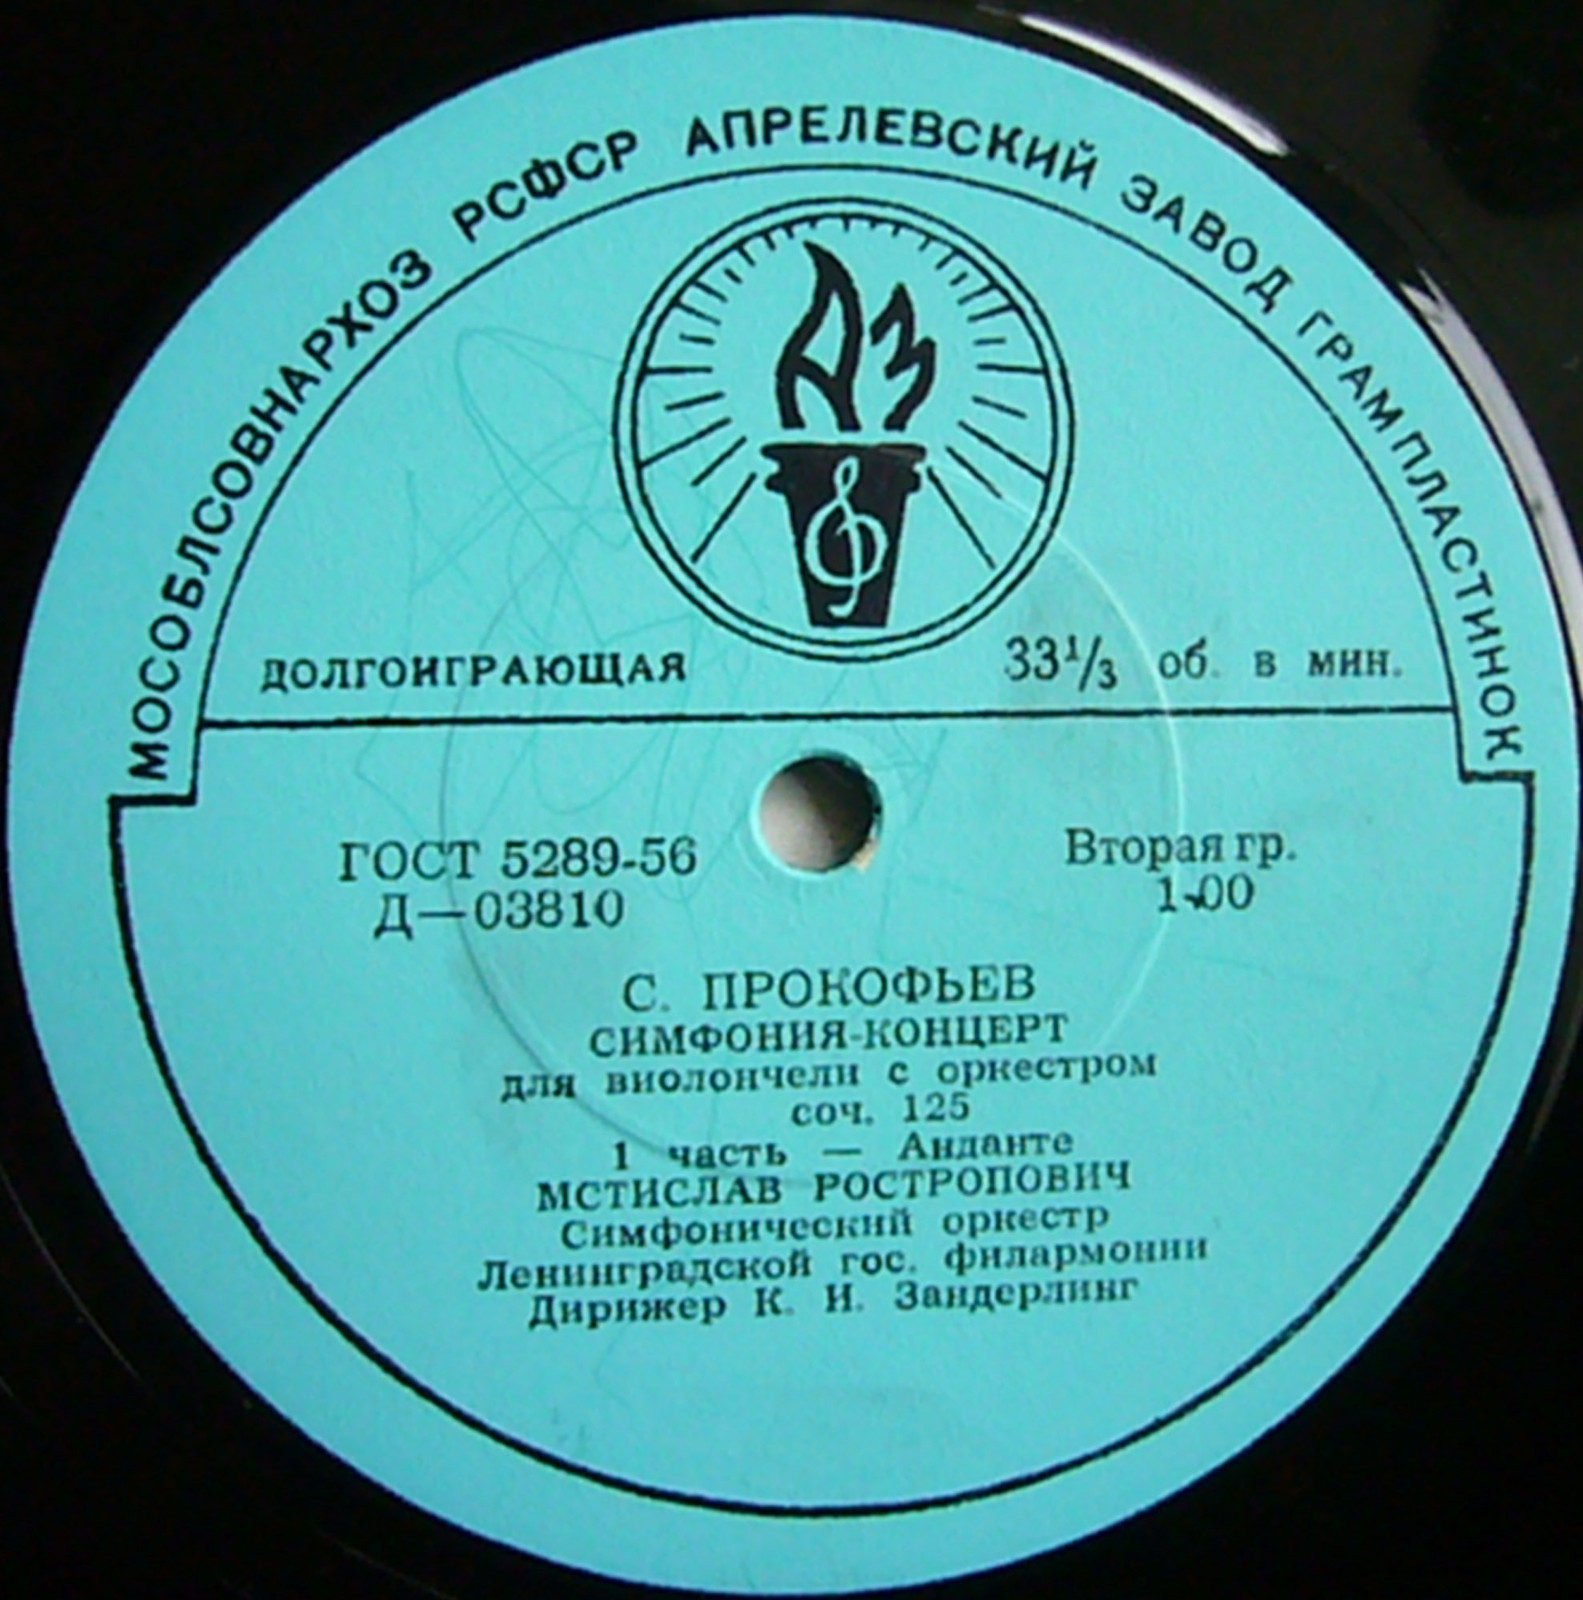 МОСОБЛСОВНАРХОЗ РСФСР АПРЕЛЕВСКИЙ ЗАВОД ГРАМПЛАСТИНОК
АЗ
ДОЛГОИГРАЮЩАЯ
33⅓ об. в мин.
ГОСТ 5289-56
Д—03810
Вторая гр.
1-00
С. ПРОКОФЬЕВ
СИМФОНИЯ-КОНЦЕРТ
для виолончели с оркестром
соч. 125
1 часть — Анданте
МСТИСЛАВ РОСТРОПОВИЧ
Симфонический оркестр
Ленинградской гос. филармонии
Дирижер К. И. Зандерлинг